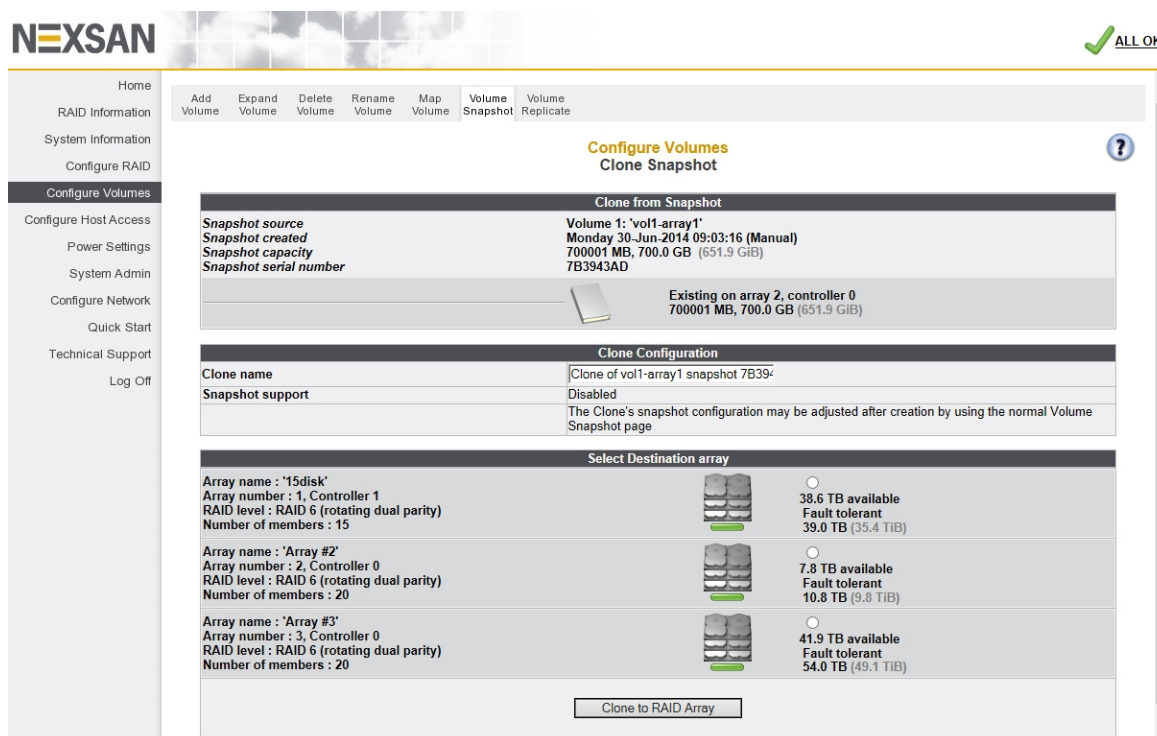 NEXSAN
ALL OK
Home
RAID Information
System Information
Configure RAID
Configure Volumes
Configure Host Access
Power Settings
System Admin
Configure Network
Quick Start
Technical Support
Log Off
Add Volume
Expand Volume
Delete Volume
Rename Volume
Map Volume
Volume Snapshot
Volume Replicate
Configure Volumes
Clone Snapshot
?
Clone from Snapshot
Snapshot source Volume 1: 'vol1-array1'
Snapshot created Monday 30-Jun-2014 09:03:16 (Manual)
Snapshot capacity 700001 MB, 700.0 GB (651.9 GiB)
Snapshot serial number 7B3943AD
Existing on array 2, controller 0
700001 MB, 700.0 GB (651.9 GiB)
Clone Configuration
Clone name Clone of vol1-array1 snapshot 7B394
Snapshot support Disabled
The Clone's snapshot configuration may be adjusted after creation by using the normal Volume
Snapshot page
Select Destination array
Array name : '15disk'
Array number : 1, Controller 1
RAID level : RAID 6 (rotating dual parity)
Number of members : 15
38.6 TB available
Fault tolerant
39.0 TB (35.4 TiB)
Array name : 'Array #2'
Array number : 2, Controller 0
RAID level : RAID 6 (rotating dual parity)
Number of members : 20
7.8 TB available
Fault tolerant
10.8 TB (9.8 TiB)
Array name : 'Array #3'
Array number : 3, Controller 0
RAID level : RAID 6 (rotating dual parity)
Number of members : 20
41.9 TB available
Fault tolerant
54.0 TB (49.1 TiB)
Clone to RAID Array